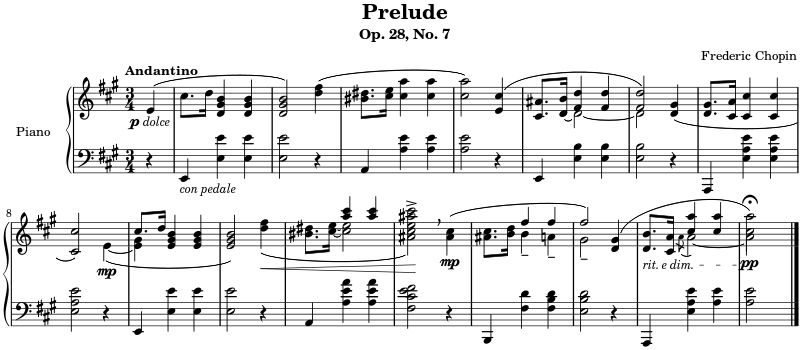 Prelude
Op. 28, No. 7
Frederic Chopin
Andantino
Piano
p dolce
con pedale
8
mp
mp
rit. e dim.
pp